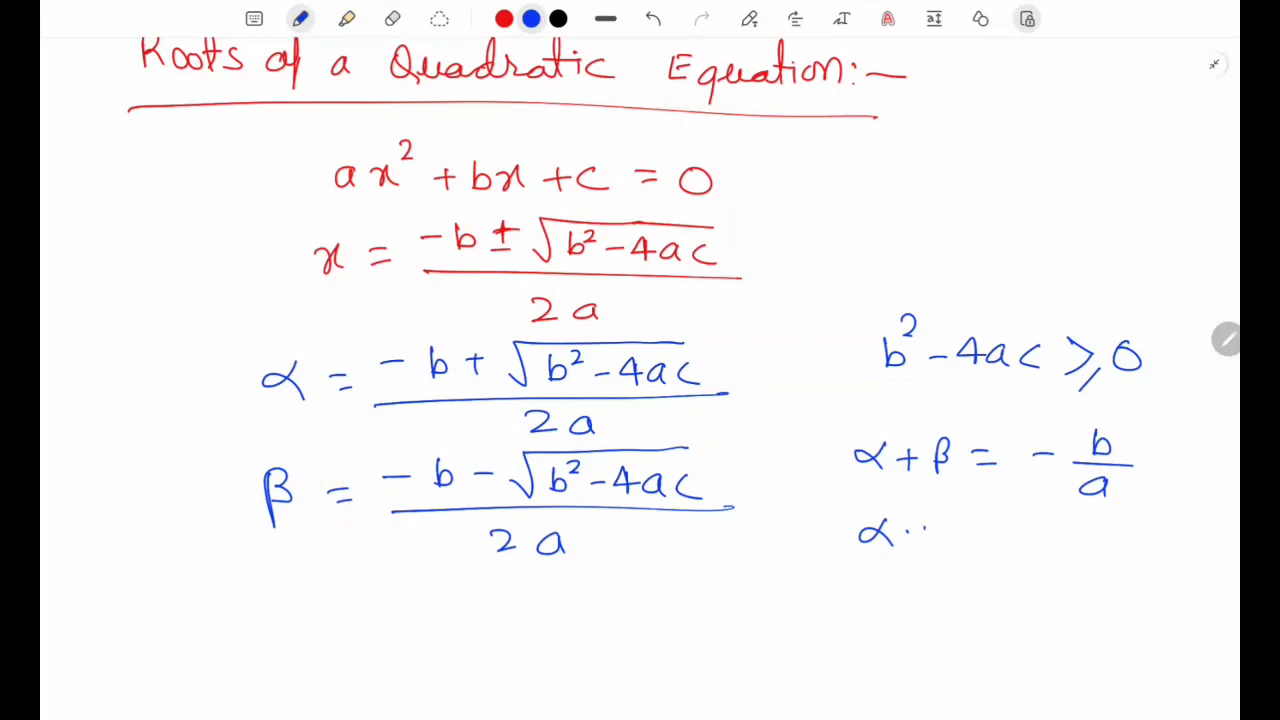 Roots of a Quadratic Equation:-
ax² + bx + c = 0
x = (-b ± √(b² - 4ac)) / 2a
α = (-b + √(b² - 4ac)) / 2a
β = (-b - √(b² - 4ac)) / 2a
b² - 4ac ≥ 0
α + β = - b/a
α ..